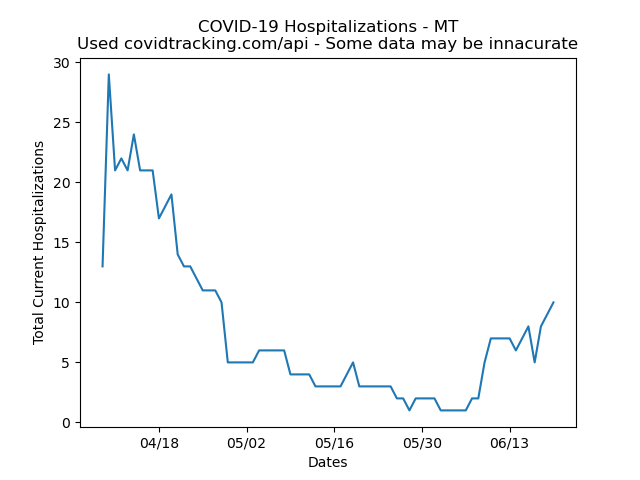 COVID-19 Hospitalizations - MT
Used covidtracking.com/api - Some data may be innacurate
30
25
20
15
10
5
0
Total Current Hospitalizations
04/18 05/02 05/16 05/30 06/13
Dates